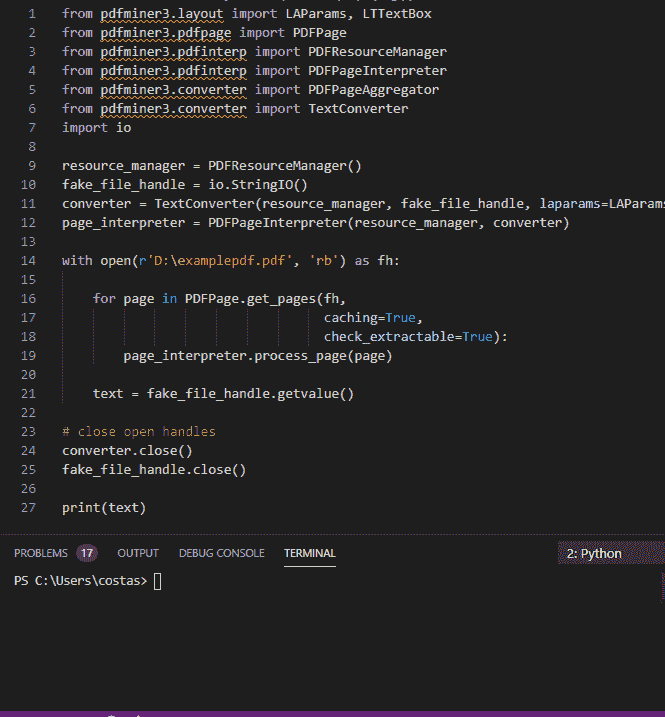 1 from pdfminer3.layout import LAParams, LTTextBox
2 from pdfminer3.pdfpage import PDFPage
3 from pdfminer3.pdfinterp import PDFResourceManager
4 from pdfminer3.pdfinterp import PDFPageInterpreter
5 from pdfminer3.converter import PDFPageAggregator
6 from pdfminer3.converter import TextConverter
7 import io
8
9 resource_manager = PDFResourceManager()
10 fake_file_handle = io.StringIO()
11 converter = TextConverter(resource_manager, fake_file_handle, laparams=LAParams
12 page_interpreter = PDFPageInterpreter(resource_manager, converter)
13
14 with open(r'D:\examplepdf.pdf', 'rb') as fh:
15
16 for page in PDFPage.get_pages(fh,
17 caching=True,
18 check_extractable=True):
19 page_interpreter.process_page(page)
20
21 text = fake_file_handle.getvalue()
22
23 # close open handles
24 converter.close()
25 fake_file_handle.close()
26
27 print(text)
PROBLEMS 17 OUTPUT DEBUG CONSOLE TERMINAL 2: Python
PS C:\Users\costas>